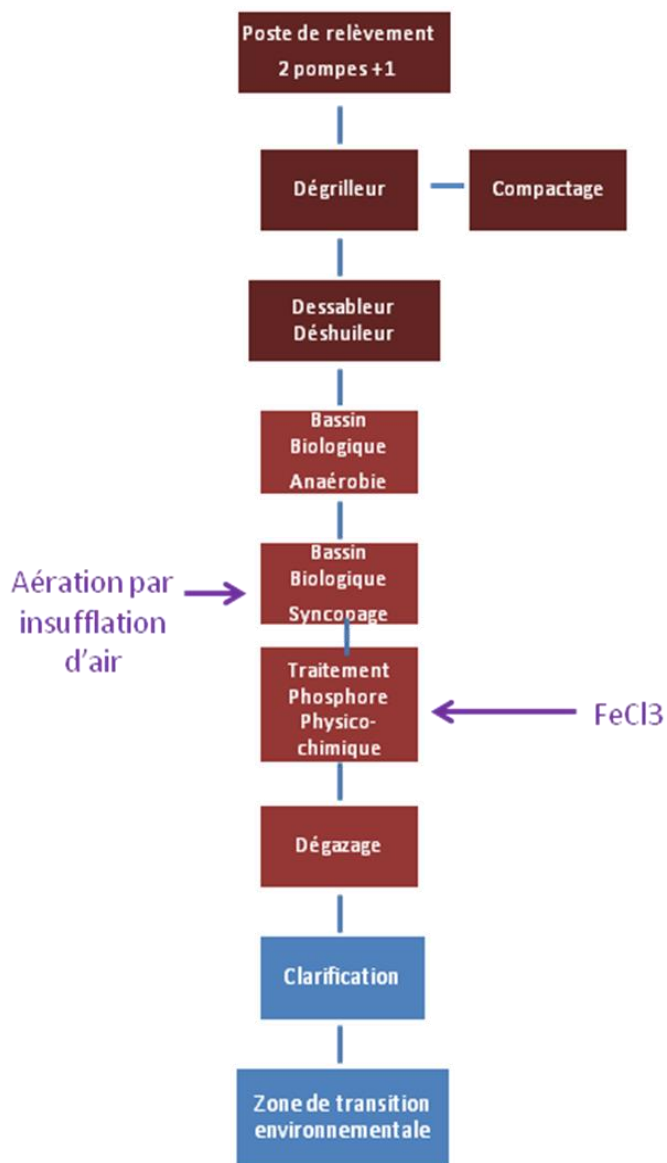 Poste de relèvement
2 pompes +1
Dégrilleur
Compactage
Dessableur
Déshuileur
Bassin
Biologique
Anaérobie
Aération par
insufflation
d'air
Bassin
Biologique
Syncopage
Traitement
Phosphore
Physico-
chimique
FeCl3
Dégazage
Clarification
Zone de transition
environnementale